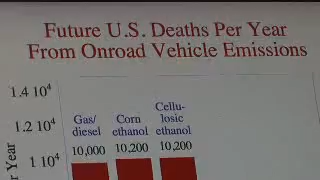 Future U.S. Deaths Per Year
From Onroad Vehicle Emissions
1.4 10⁴
1.2 10⁴
1 10⁴
Gas/
diesel
10,000
Corn
ethanol
10,200
Cellu-
losic
ethanol
10,200
Year